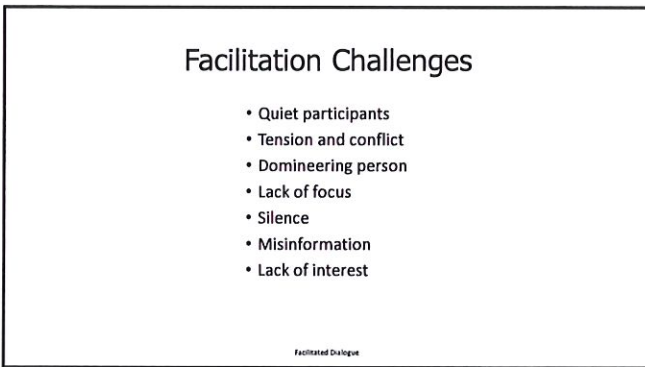 Facilitation Challenges
• Quiet participants
• Tension and conflict
• Domineering person
• Lack of focus
• Silence
• Misinformation
• Lack of interest
Facilitated Dialogue